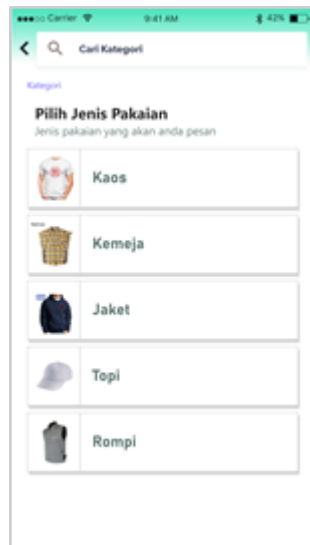 Carrier 9:41 AM 42%
Cari Kategori
Kategori
Pilih Jenis Pakaian
Jenis pakaian yang akan anda pesan
Kaos
Kemeja
Jaket
Topi
Rompi